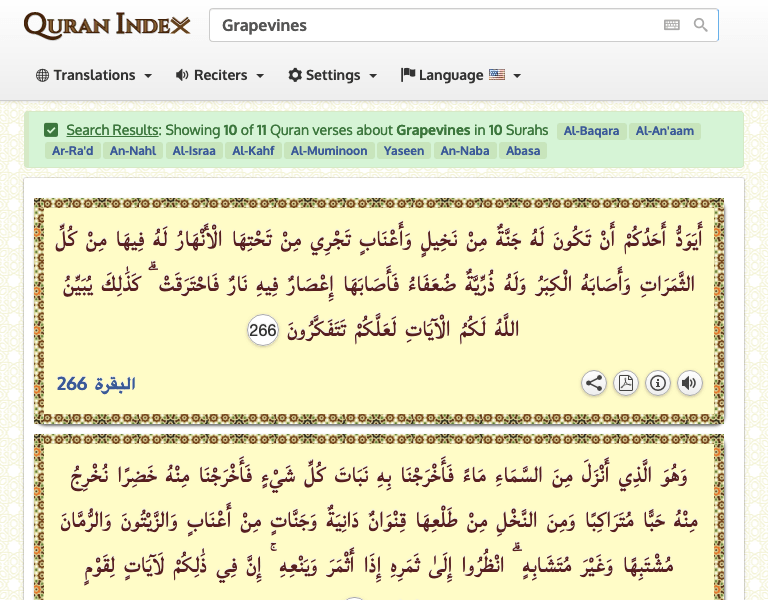 QURAN INDEX
Grapevines
Translations
Reciters
Settings
Language
Search Results: Showing 10 of 11 Quran verses about Grapevines in 10 Surahs Al-Baqara Al-An'aam
Ar-Ra'd An-Nahl Al-Israa Al-Kahf Al-Muminoon Yaseen An-Naba Abasa
أَيَوَدُّ أَحَدُكُمْ أَنْ تَكُونَ لَهُ جَنَّةٌ مِنْ نَخِيلٍ وَأَعْنَابٍ تَجْرِي مِنْ تَحْتِهَا الْأَنْهَارُ لَهُ فِيهَا مِنْ كُلِّ
الثَّمَرَاتِ وَأَصَابَهُ الْكِبَرُ وَلَهُ ذُرِّيَّةٌ ضُعَفَاءُ فَأَصَابَهَا إِعْصَارٌ فِيهِ نَارٌ فَاحْتَرَقَتْ ۗ كَذَٰلِكَ يُبَيِّنُ
اللَّهُ لَكُمُ الْآيَاتِ لَعَلَّكُمْ تَتَفَكَّرُونَ 266
البقرة 266
وَهُوَ الَّذِي أَنْزَلَ مِنَ السَّمَاءِ مَاءً فَأَخْرَجْنَا بِهِ نَبَاتَ كُلِّ شَيْءٍ فَأَخْرَجْنَا مِنْهُ خَضِرًا نُخْرِجُ
مِنْهُ حَبًّا مُتَرَاكِبًا وَمِنَ النَّخْلِ مِنْ طَلْعِهَا قِنْوَانٌ دَانِيَةٌ وَجَنَّاتٍ مِنْ أَعْنَابٍ وَالزَّيْتُونَ وَالرُّمَّانَ
مُشْتَبِهًا وَغَيْرَ مُتَشَابِهٍ ۗ انْظُرُوا إِلَىٰ ثَمَرِهِ إِذَا أَثْمَرَ وَيَنْعِهِ ۚ إِنَّ فِي ذَٰلِكُمْ لَآيَاتٍ لِقَوْمٍ